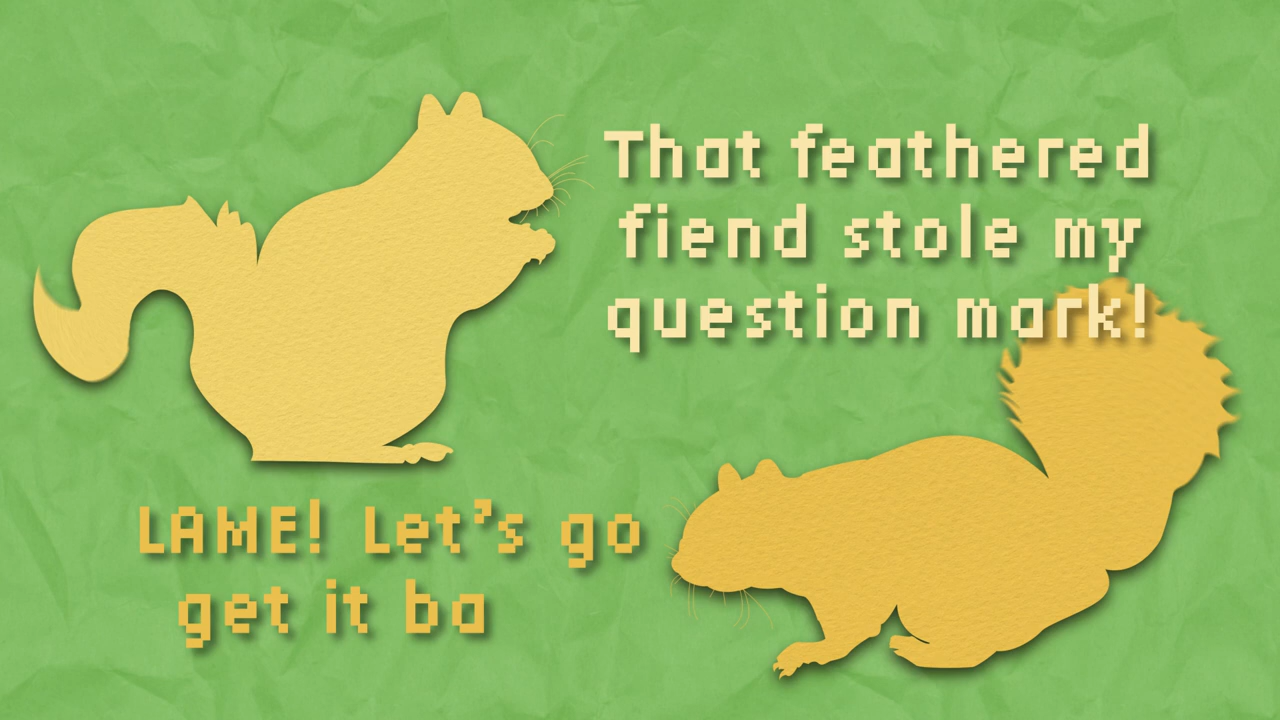 That feathered
fiend stole my
question mark!
LAME! Let's go
get it ba